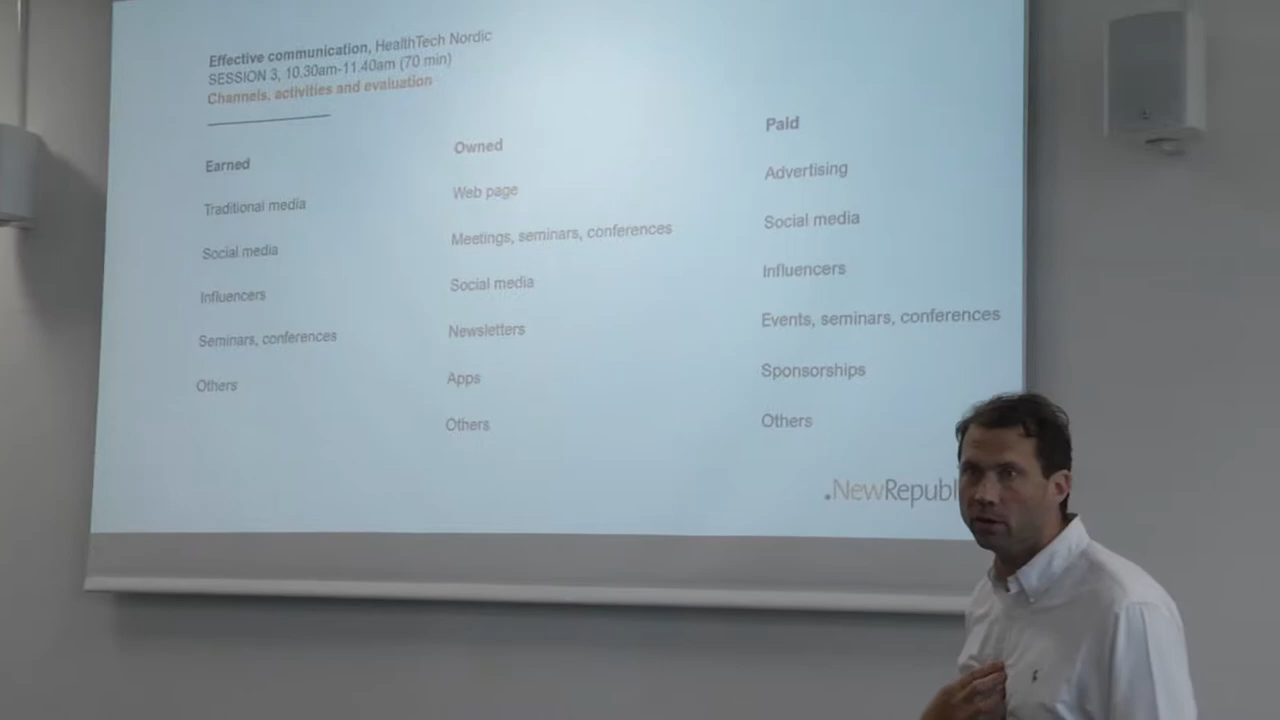 Effective communication, HealthTech Nordic
SESSION 3, 10.30am-11.40am (70 min)
Channels, activities and evaluation
Earned
Traditional media
Social media
Influencers
Seminars, conferences
Others
Owned
Web page
Meetings, seminars, conferences
Social media
Newsletters
Apps
Others
Paid
Advertising
Social media
Influencers
Events, seminars, conferences
Sponsorships
Others
.NewRepubl